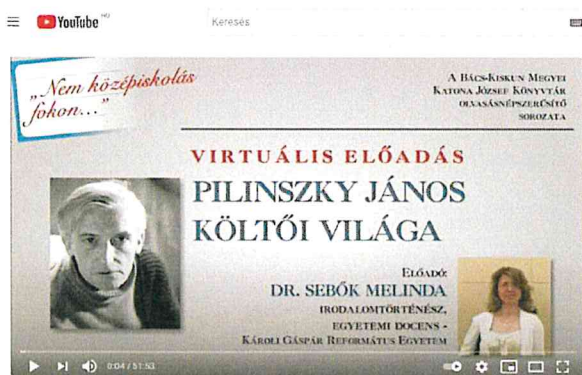 YouTube HU
Keresés
„Nem középiskolás
fokon..."
A Bács-Kiskun Megyei
Katona József Könyvtár
olvasásnépszerűsítő
sorozata
VIRTUÁLIS ELŐADÁS
PILINSZKY JÁNOS
KÖLTŐI VILÁGA
Előadó:
DR. SEBŐK MELINDA
IRODALOMTÖRTÉNÉSZ,
EGYETEMI DOCENS -
Károli Gáspár Református Egyetem
0:04 / 51:53